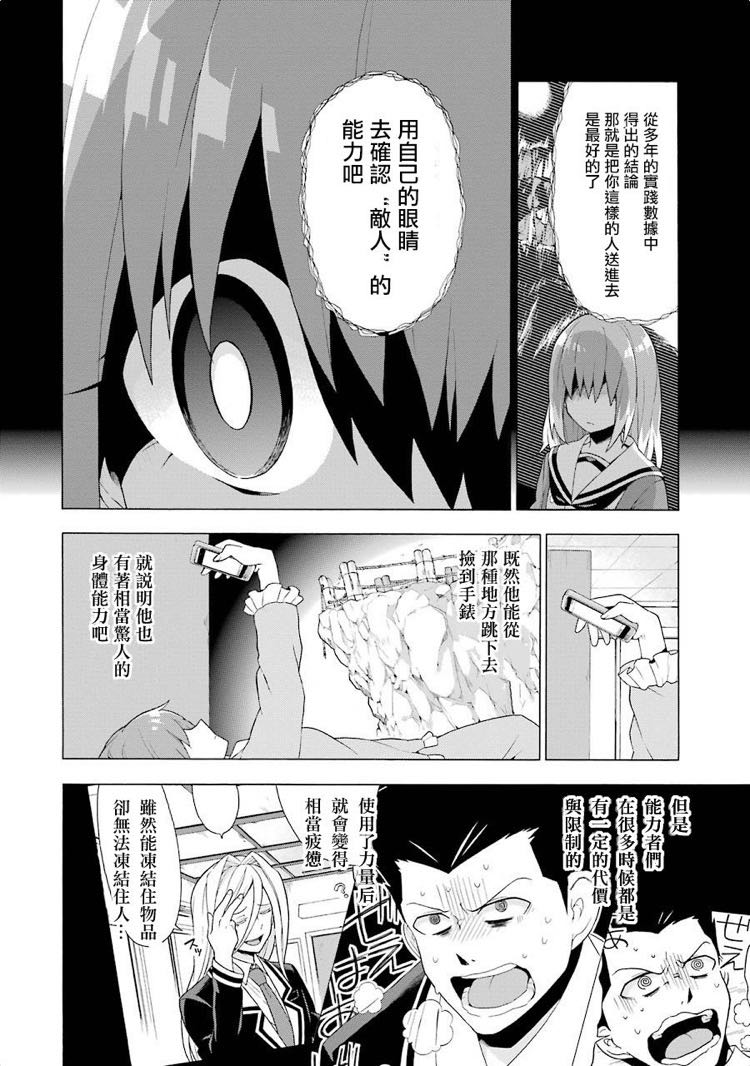 從多年的實踐數據中
得出的結論
那就是把你這樣的人送進去
是最好的了
用自己的眼睛
去確認“敵人”的
能力吧
既然他能從
那種地方跳下去
撿到手錶
就說明他也
有著相當驚人的
身體能力吧
但是
能力者們
在很多時候都是
有一定的代價
與限制的
使用了力量后
就會變得
相當疲憊
雖然能凍結住物品
卻無法凍結住人…
ぜえ
ぜえ
はあ